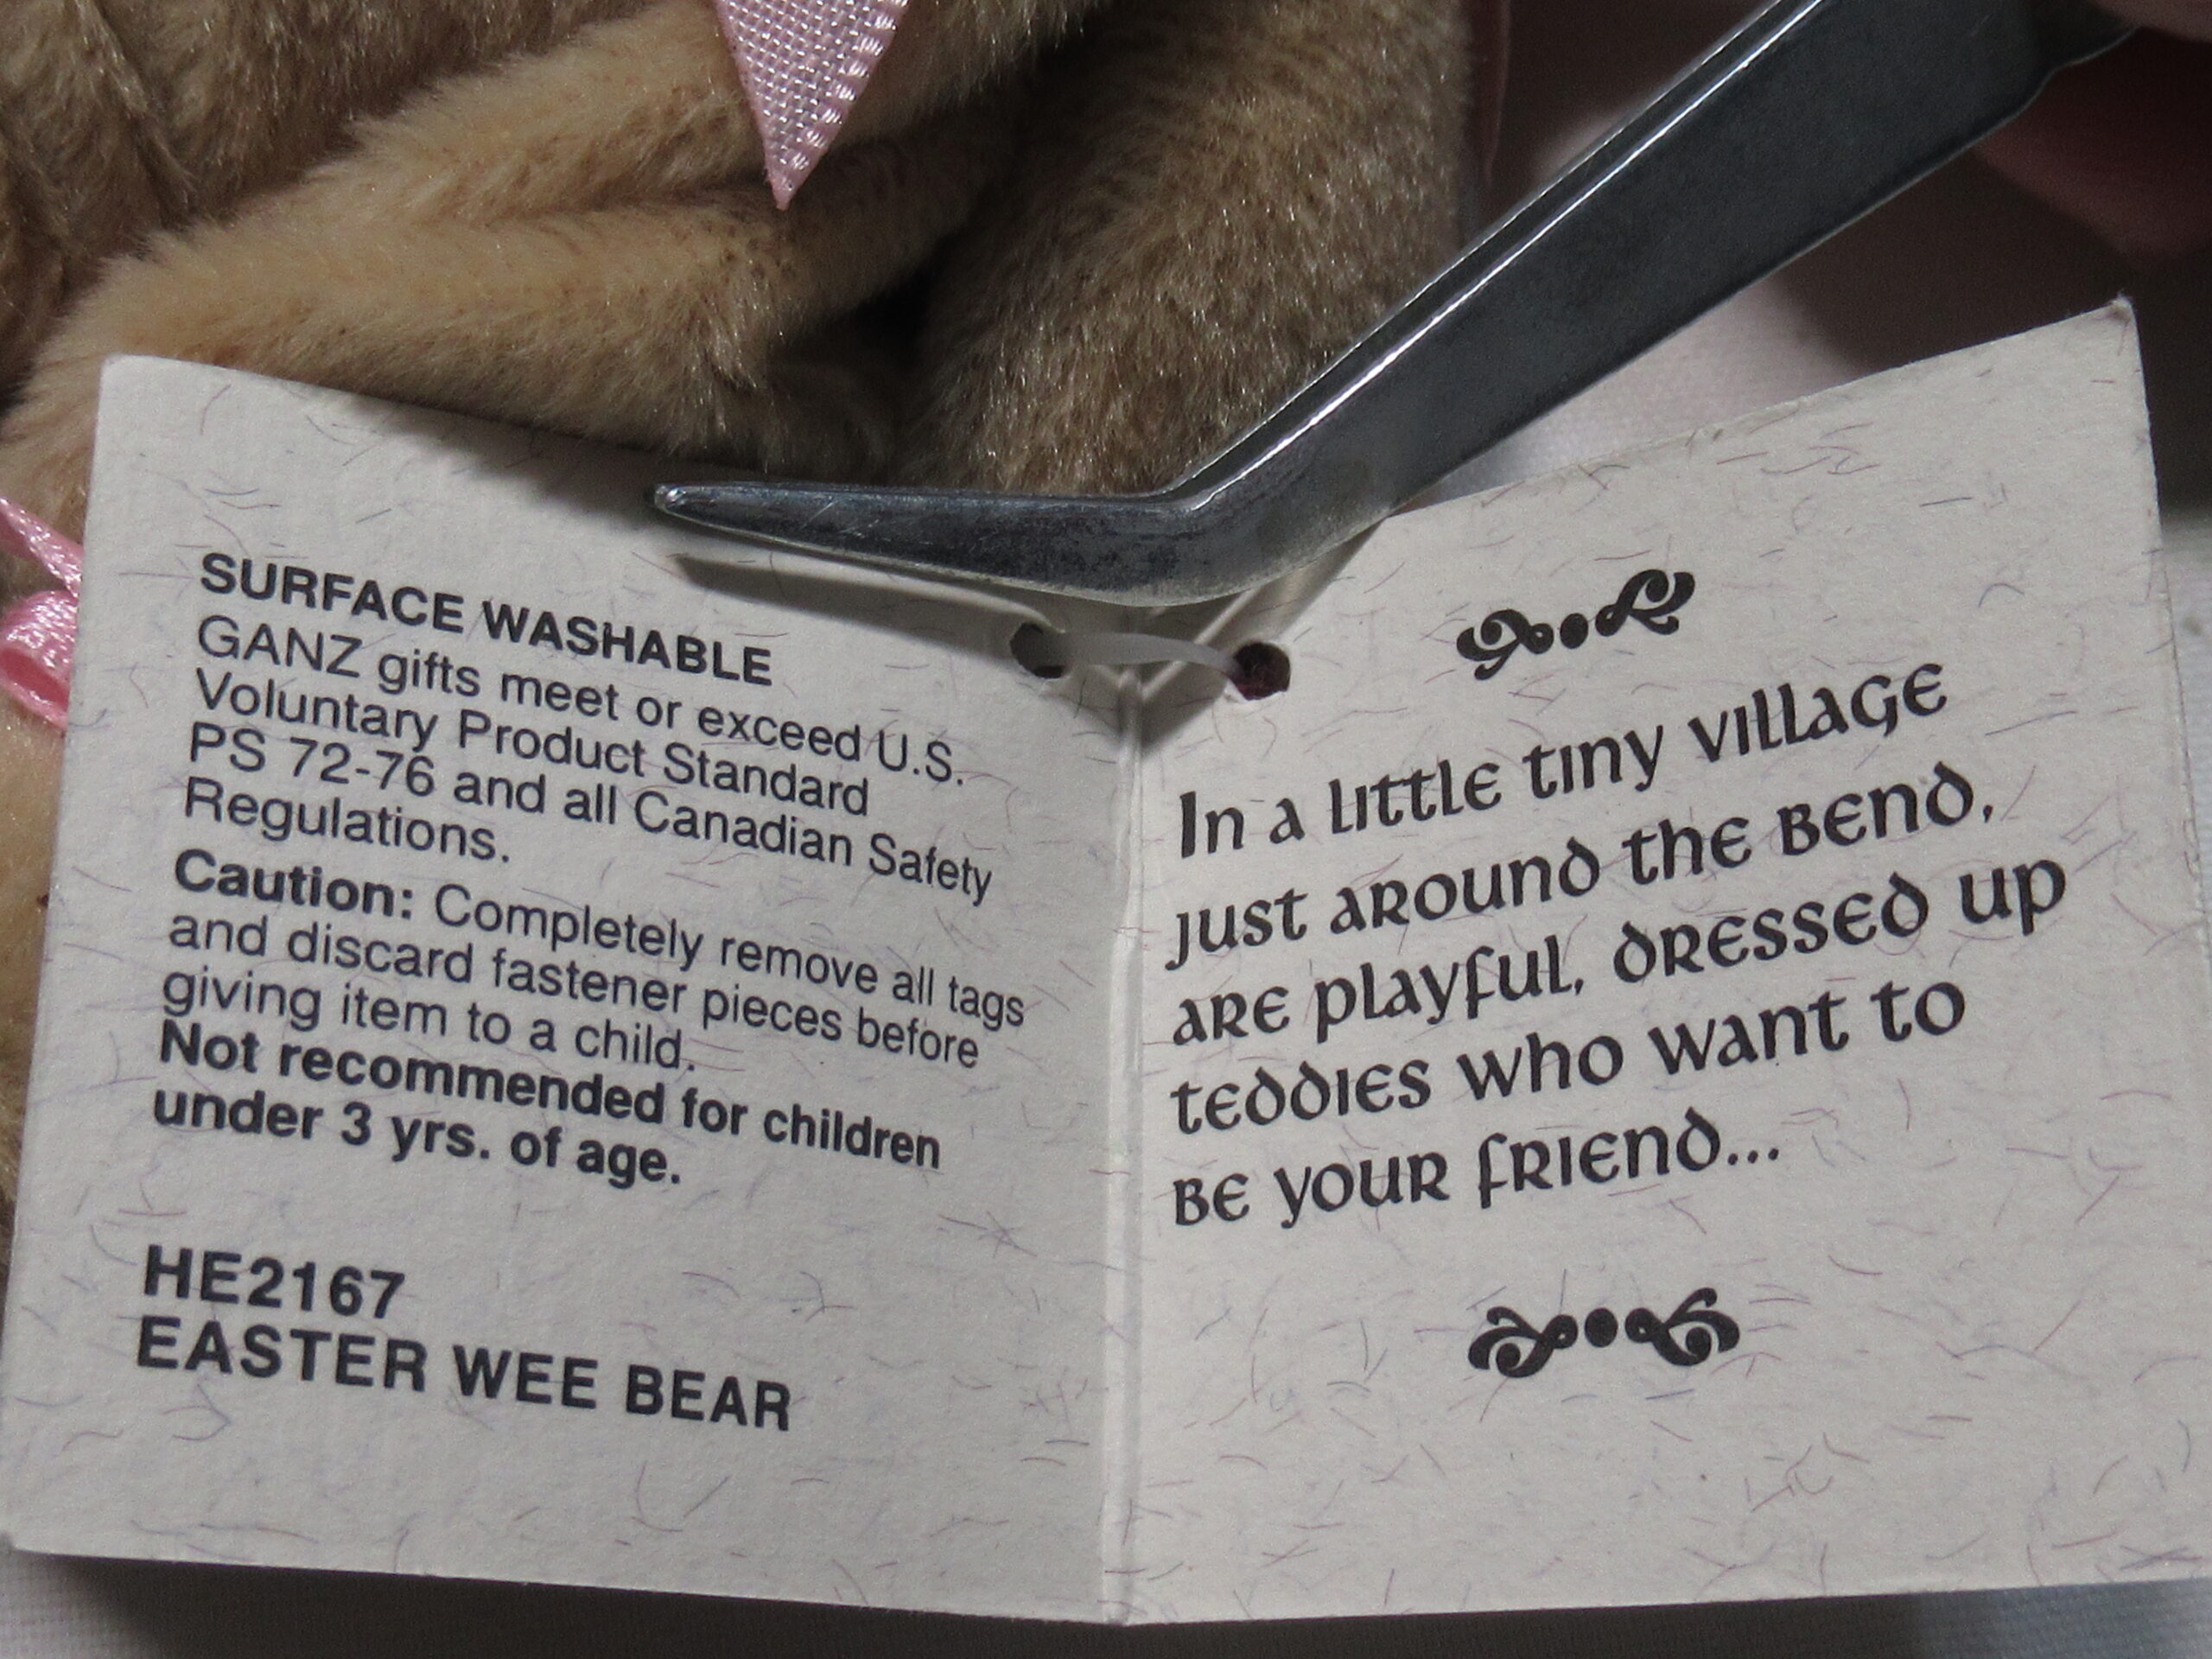 SURFACE WASHABLE
GANZ gifts meet or exceed U.S.
Voluntary Product Standard
PS 72-76 and all Canadian Safety
Regulations.
Caution: Completely remove all tags
and discard fastener pieces before
giving item to a child.
Not recommended for children
under 3 yrs. of age.
HE2167
EASTER WEE BEAR
In a little tiny village
just around the bend,
are playful, dressed up
teddies who want to
be your friend...